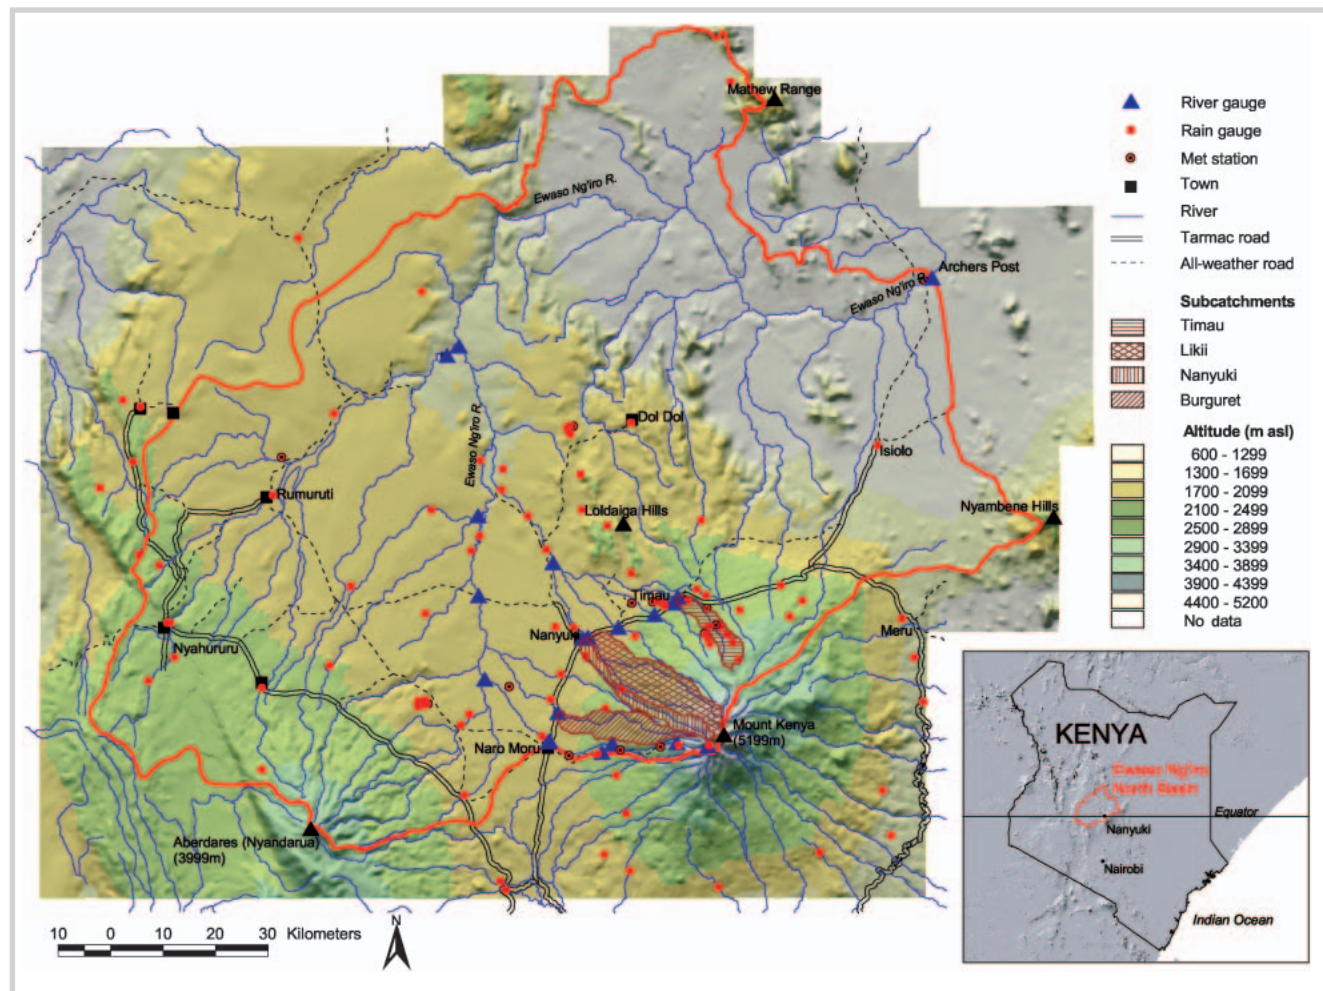 Mathew Range
Ewaso Ng'iro R.
Archers Post
Ewaso Ng'iro R.
Dol Dol
Ewaso Ng'iro R.
Isiolo
Rumuruti
Loldaiga Hills
Nyambene Hills
Timau
Nanyuki
Meru
Nyahururu
Mount Kenya
(5199m)
Naro Moru
Aberdares (Nyandarua)
(3999m)
10 0 10 20 30 Kilometers
N
River gauge
Rain gauge
Met station
Town
River
Tarmac road
All-weather road
Subcatchments
Timau
Likii
Nanyuki
Burguret
Altitude (m asl)
600 - 1299
1300 - 1699
1700 - 2099
2100 - 2499
2500 - 2899
2900 - 3399
3400 - 3899
3900 - 4399
4400 - 5200
No data
KENYA
Ewaso Ng'iro
North Basin
Equator
Nanyuki
Nairobi
Indian Ocean